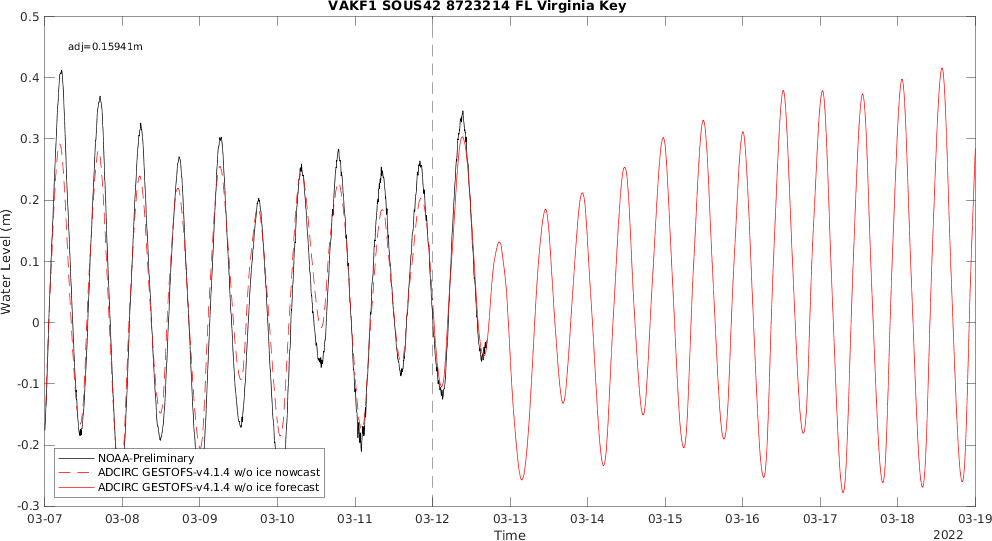 VAKF1 SOUS42 8723214 FL Virginia Key
adj=0.15941m
0.5
0.4
0.3
0.2
0.1
0
-0.1
-0.2
-0.3
Water Level (m)
NOAA-Preliminary
ADCIRC GESTOFS-v4.1.4 w/o ice nowcast
ADCIRC GESTOFS-v4.1.4 w/o ice forecast
03-07 03-08 03-09 03-10 03-11 03-12 03-13 03-14 03-15 03-16 03-17 03-18 03-19
Time
2022